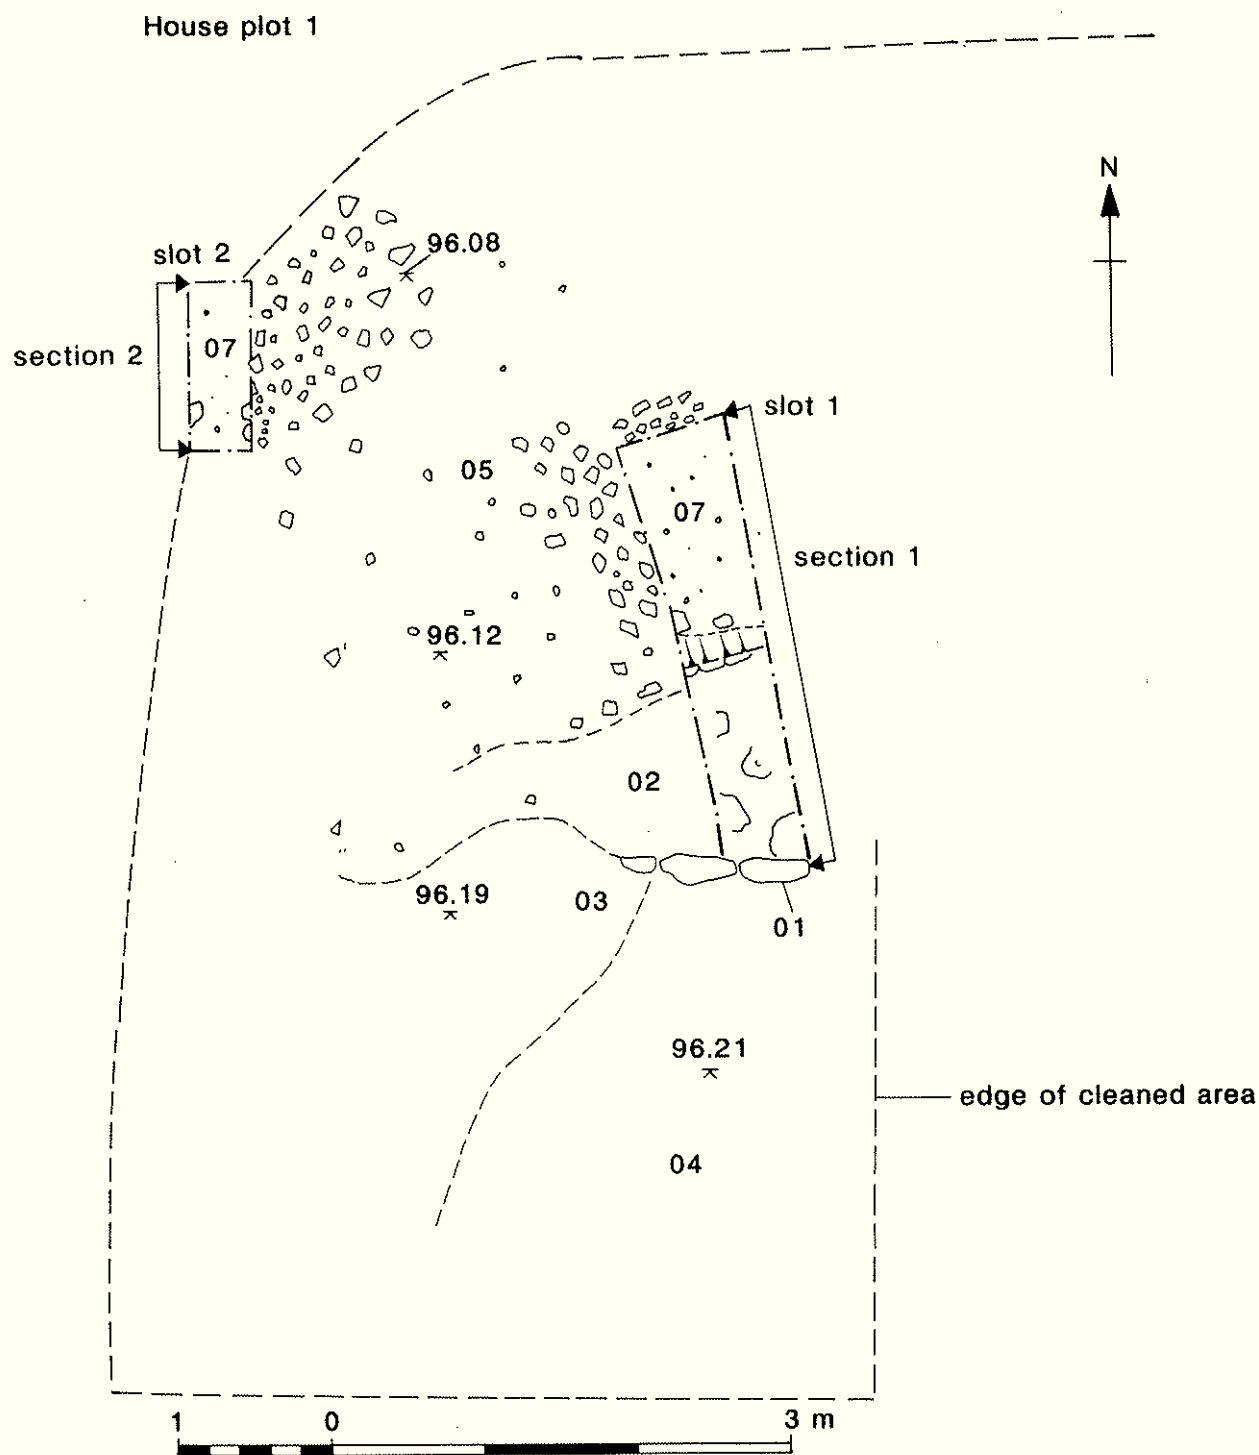 House plot 1
N
96.08
slot 2
07
section 2
slot 1
05
07
section 1
96.12
02
96.19
03
01
96.21
edge of cleaned area
04
1 0 3 m